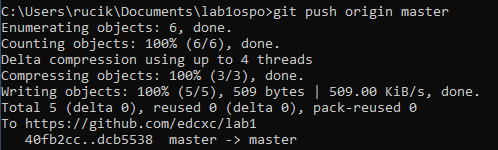 C:\Users\rucik\Documents\lab1ospo>git push origin master
Enumerating objects: 6, done.
Counting objects: 100% (6/6), done.
Delta compression using up to 4 threads
Compressing objects: 100% (3/3), done.
Writing objects: 100% (5/5), 509 bytes | 509.00 KiB/s, done.
Total 5 (delta 0), reused 0 (delta 0), pack-reused 0
To https://github.com/edcxc/lab1
   40fb2cc..dcb5538  master -> master